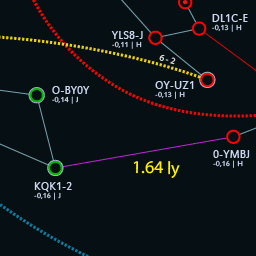 DL1C-E
-0,13 | H
YLS8-J
-0,11 | H
6 - 2
O-BY0Y
-0,14 | J
OY-UZ1
-0,13 | H
0-YMBJ
-0,16 | H
1.64 ly
KQK1-2
-0,16 | J